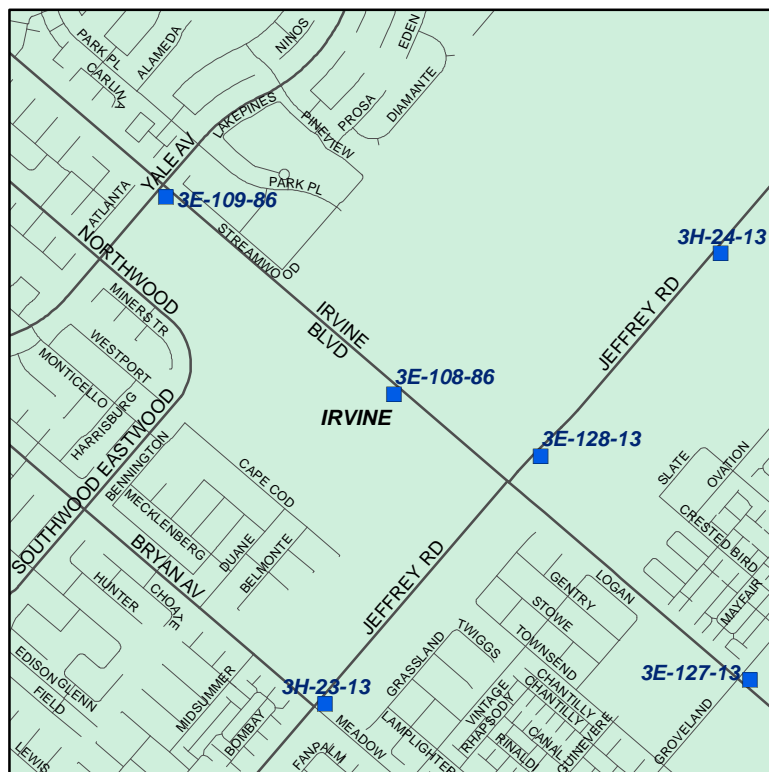 EDEN
NINOS
PARK PL
ALAMEDA
CARLINA
DIAMANTE
PROSA
LAKEPINES
PINEVIEW
YALE AV
PARK PL
3E-109-86
ATLANTA
STREAMWOOD
NORTHWOOD
3H-24-13
MINERS TR
IRVINE
BLVD
JEFFREY RD
WESTPORT
MONTICELLO
3E-108-86
HARRISBURG
IRVINE
3E-128-13
SOUTHWOOD EASTWOOD
BENNINGTON
CAPE COD
SLATE
OVATION
MECKLENBERG
CRESTED BIRD
BRYAN AV
DUANE
BELMONTE
JEFFREY RD
LOGAN
GENTRY
MAYFAIR
HUNTER
CHOATE
STOWE
TWIGGS
TOWNSEND
EDISON GLENN
FIELD
MIDSUMMER
3H-23-13
GRASSLAND
CHANTILLY
CHANTILLY
3E-127-13
VINTAGE
RHAPSODY
BOMBAY
MEADOW
LAMPLIGHTER
CANAL
RINALDI
GUINEVERE
GROVELAND
LEWIS
FANPALM